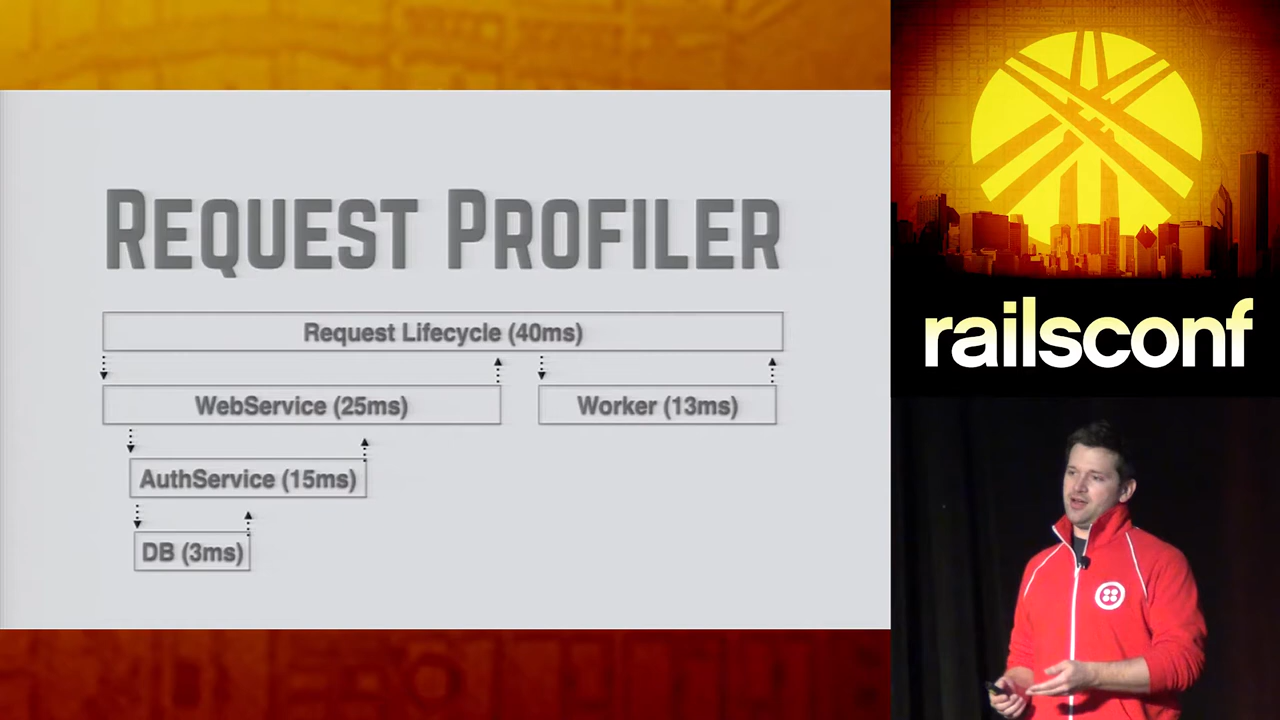 REQUEST PROFILER
Request Lifecycle (40ms)
WebService (25ms)
Worker (13ms)
AuthService (15ms)
DB (3ms)
railsconf